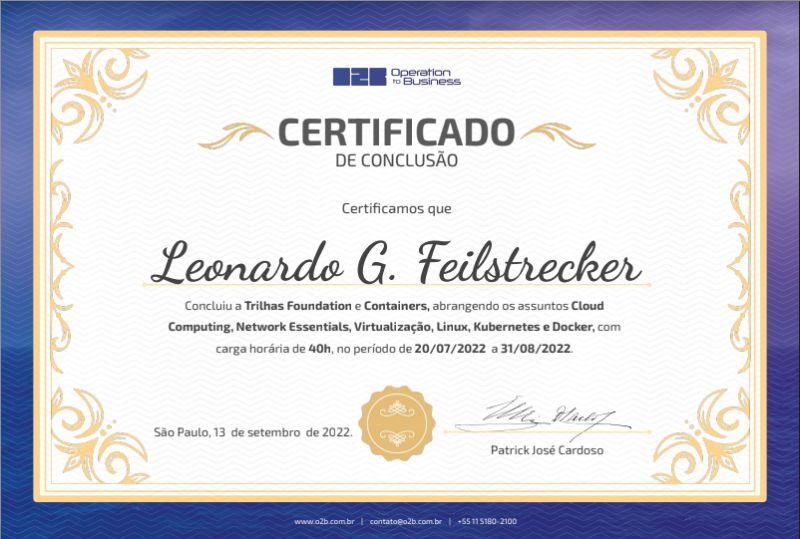 O2B Operation
to Business
CERTIFICADO
DE CONCLUSÃO
Certificamos que
Leonardo G. Feilstrecker
Concluiu a Trilhas Foundation e Containers, abrangendo os assuntos Cloud
Computing, Network Essentials, Virtualização, Linux, Kubernetes e Docker, com
carga horária de 40h, no período de 20/07/2022 a 31/08/2022.
São Paulo, 13 de setembro de 2022.
Patrick José Cardoso
www.o2b.com.br | contato@o2b.com.br | +55 11 5180-2100